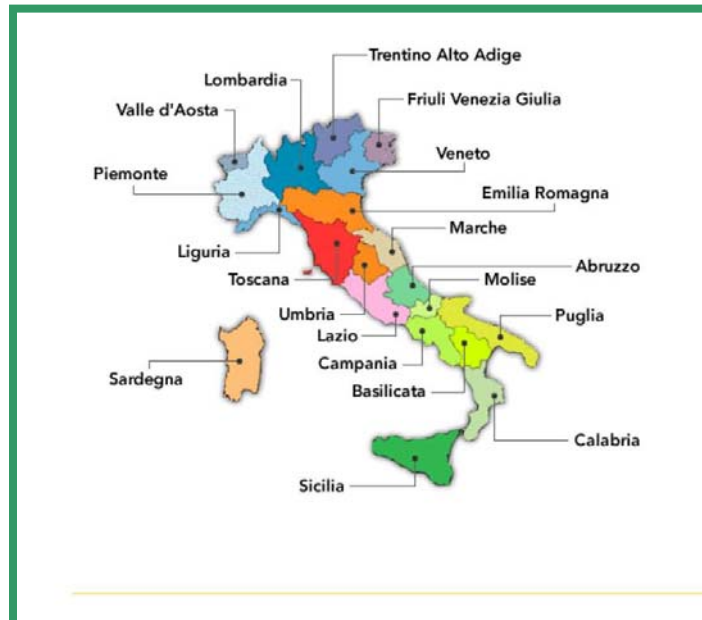 Trentino Alto Adige
Lombardia
Friuli Venezia Giulia
Valle d'Aosta
Veneto
Piemonte
Emilia Romagna
Marche
Liguria
Abruzzo
Toscana
Molise
Umbria
Puglia
Lazio
Campania
Sardegna
Basilicata
Calabria
Sicilia